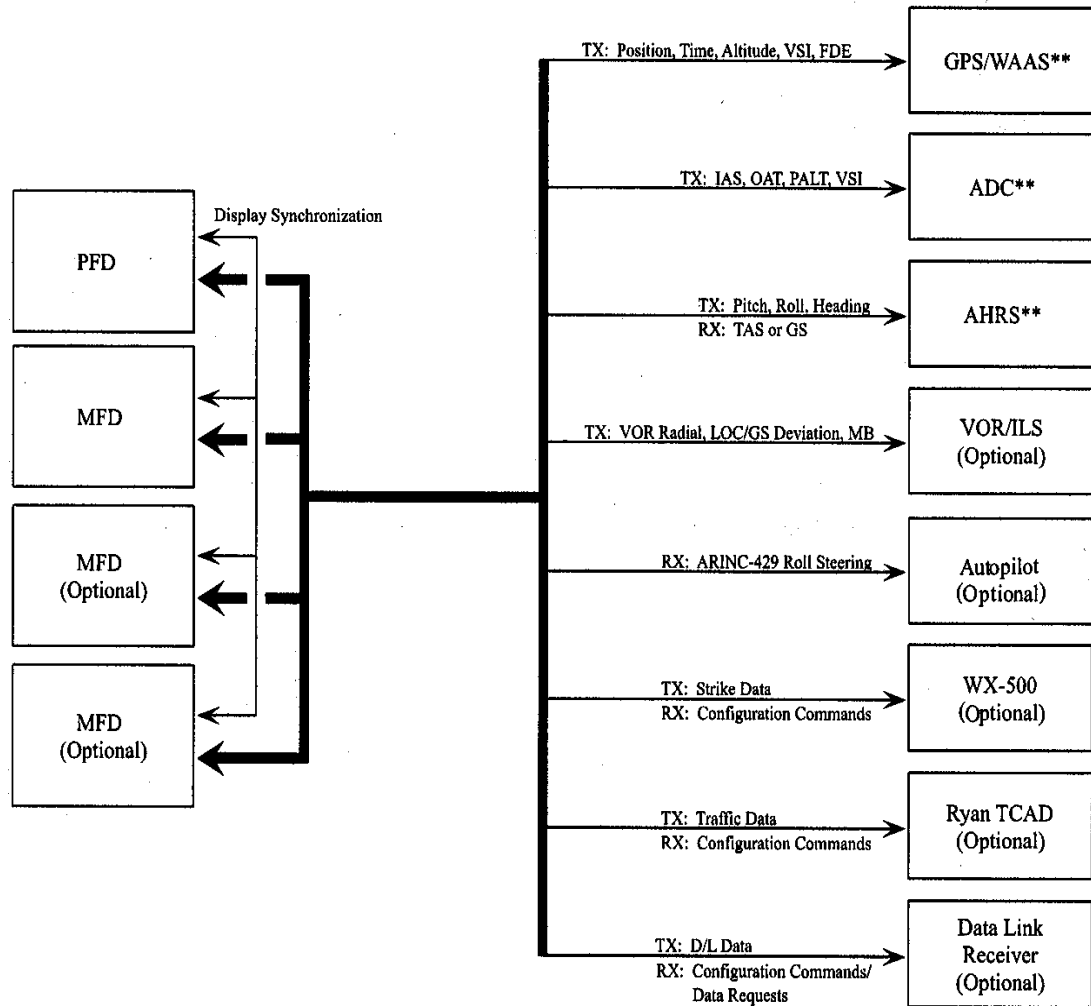 TX: Position, Time, Altitude, VSI, FDE
GPS/WAAS**
TX: IAS, OAT, PALT, VSI
ADC**
Display Synchronization
PFD
TX: Pitch, Roll, Heading
RX: TAS or GS
AHRS**
MFD
TX: VOR Radial, LOC/GS Deviation, MB
VOR/ILS
(Optional)
MFD
(Optional)
RX: ARINC-429 Roll Steering
Autopilot
(Optional)
MFD
(Optional)
TX: Strike Data
RX: Configuration Commands
WX-500
(Optional)
TX: Traffic Data
RX: Configuration Commands
Ryan TCAD
(Optional)
TX: D/L Data
RX: Configuration Commands/
Data Requests
Data Link
Receiver
(Optional)